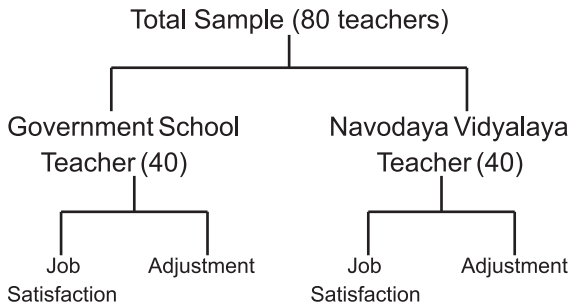 Total Sample (80 teachers)
Government School
Teacher (40)
Navodaya Vidyalaya
Teacher (40)
Job
Satisfaction
Adjustment
Job
Satisfaction
Adjustment